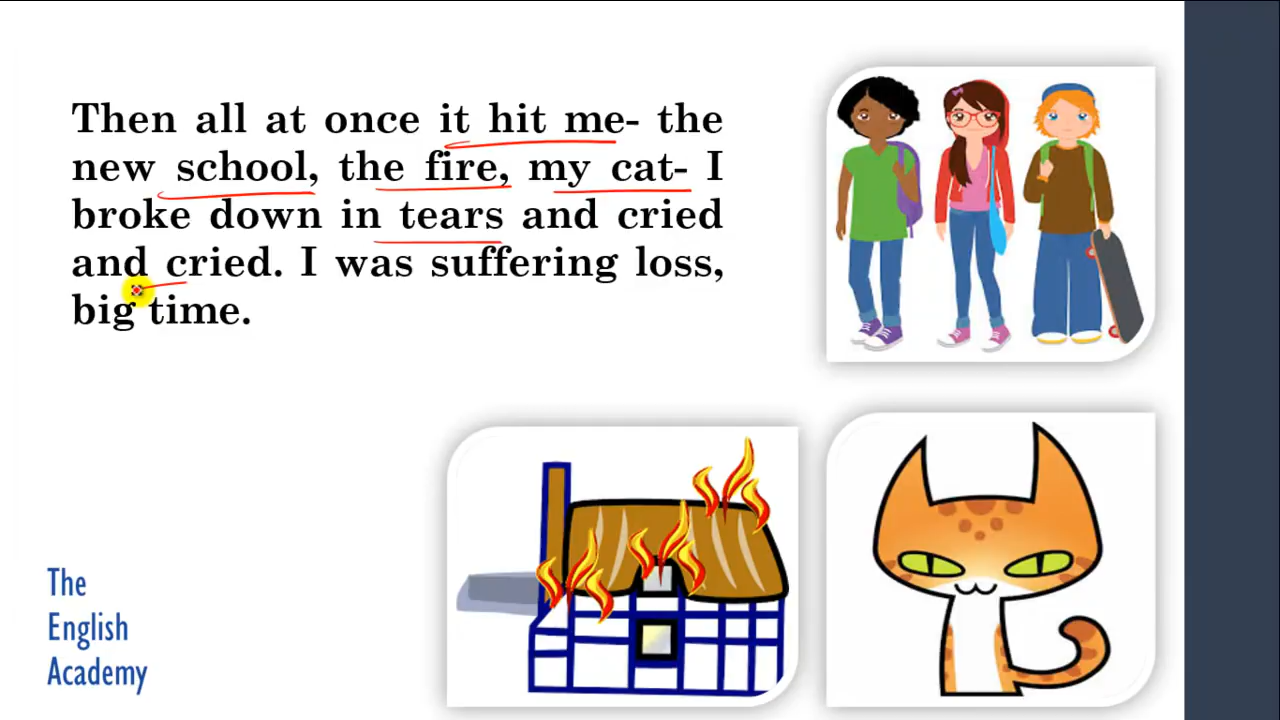 Then all at once it hit me- the
new school, the fire, my cat- I
broke down in tears and cried
and cried. I was suffering loss,
big time.
The
English
Academy